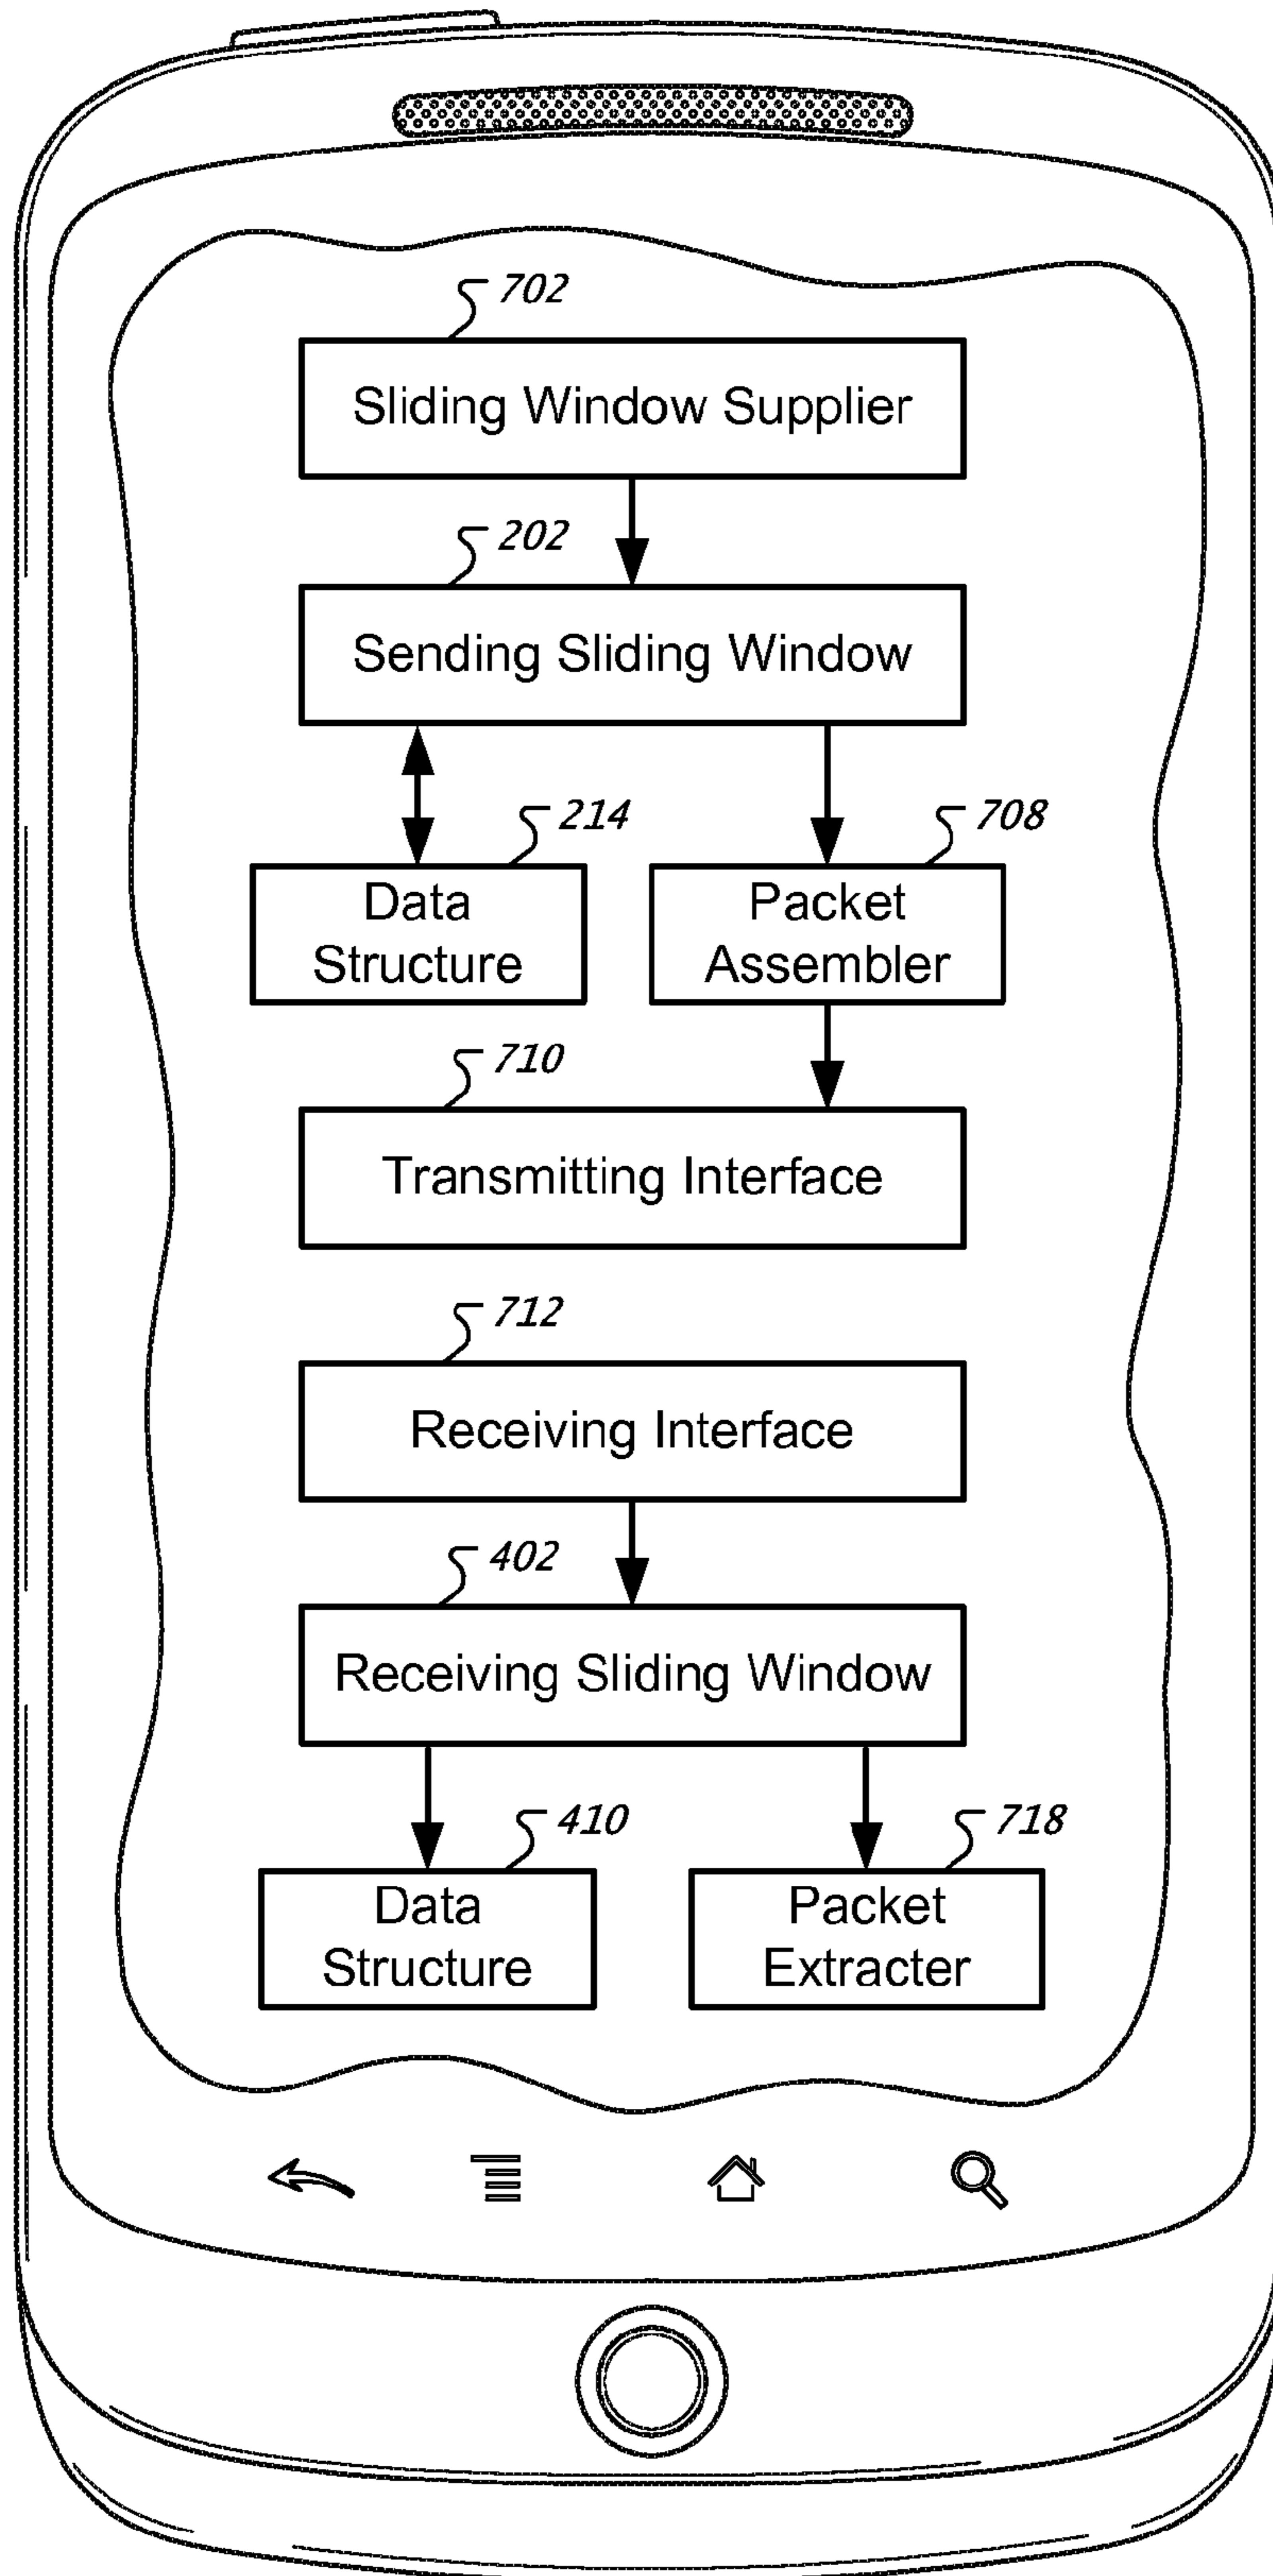 702
Sliding Window Supplier
202
Sending Sliding Window
214
708
Data
Structure
Packet
Assembler
710
Transmitting Interface
712
Receiving Interface
402
Receiving Sliding Window
410
718
Data
Structure
Packet
Extracter